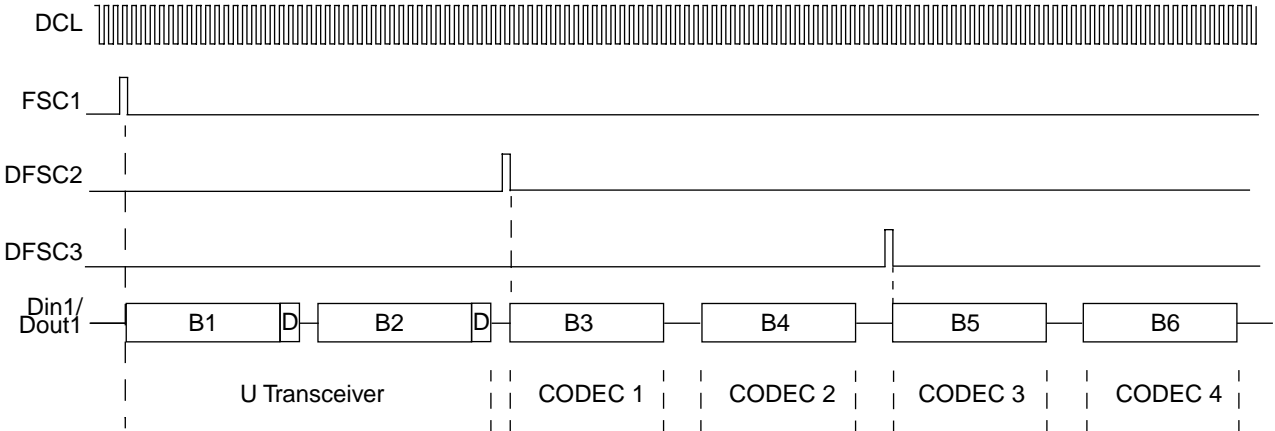 DCL
FSC1
DFSC2
DFSC3
Din1/
Dout1
B1 D B2 D B3 B4 B5 B6
U Transceiver CODEC 1 CODEC 2 CODEC 3 CODEC 4